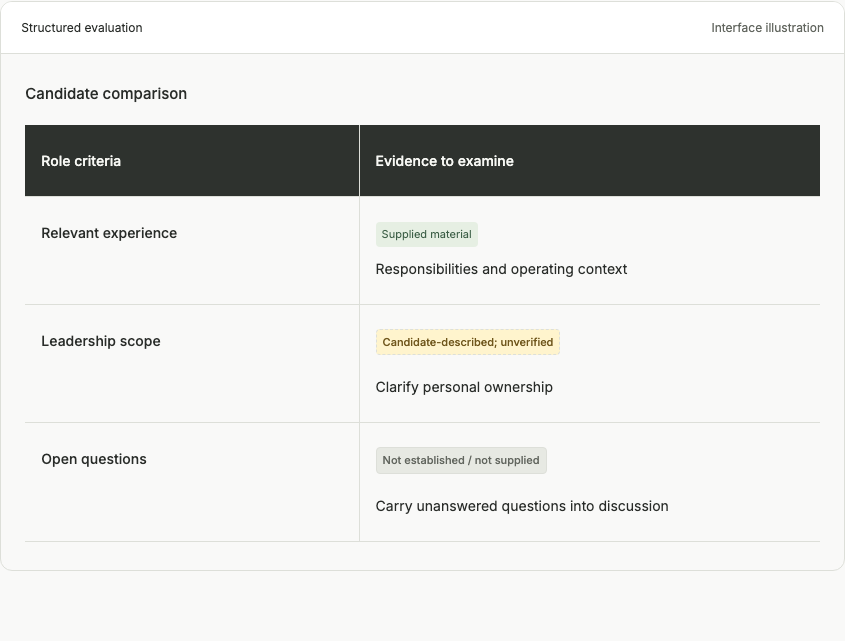 Structured evaluation
Interface illustration
Candidate comparison
Role criteria
Evidence to examine
Relevant experience
Supplied material
Responsibilities and operating context
Leadership scope
Candidate-described; unverified
Clarify personal ownership
Open questions
Not established / not supplied
Carry unanswered questions into discussion